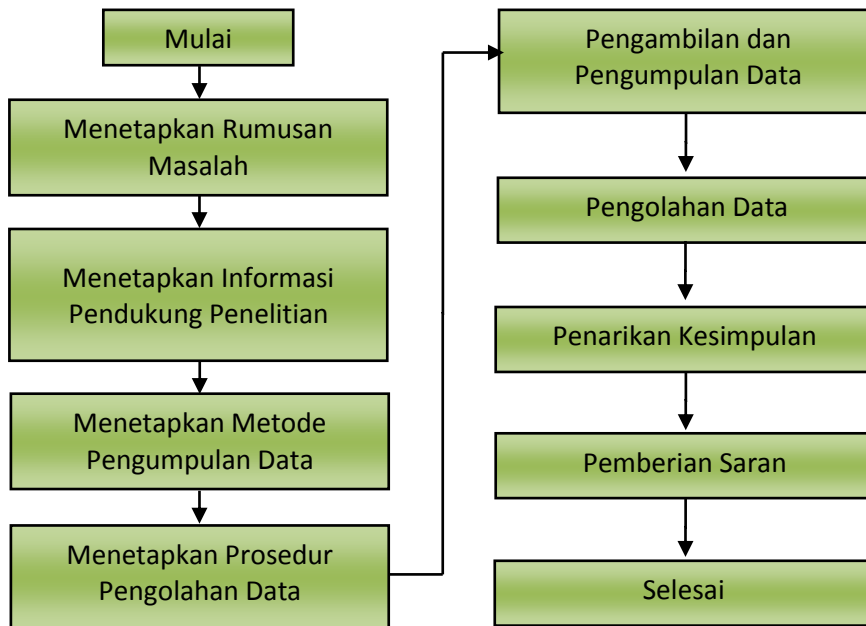 Mulai
Menetapkan Rumusan
Masalah
Menetapkan Informasi
Pendukung Penelitian
Menetapkan Metode
Pengumpulan Data
Menetapkan Prosedur
Pengolahan Data
Pengambilan dan
Pengumpulan Data
Pengolahan Data
Penarikan Kesimpulan
Pemberian Saran
Selesai